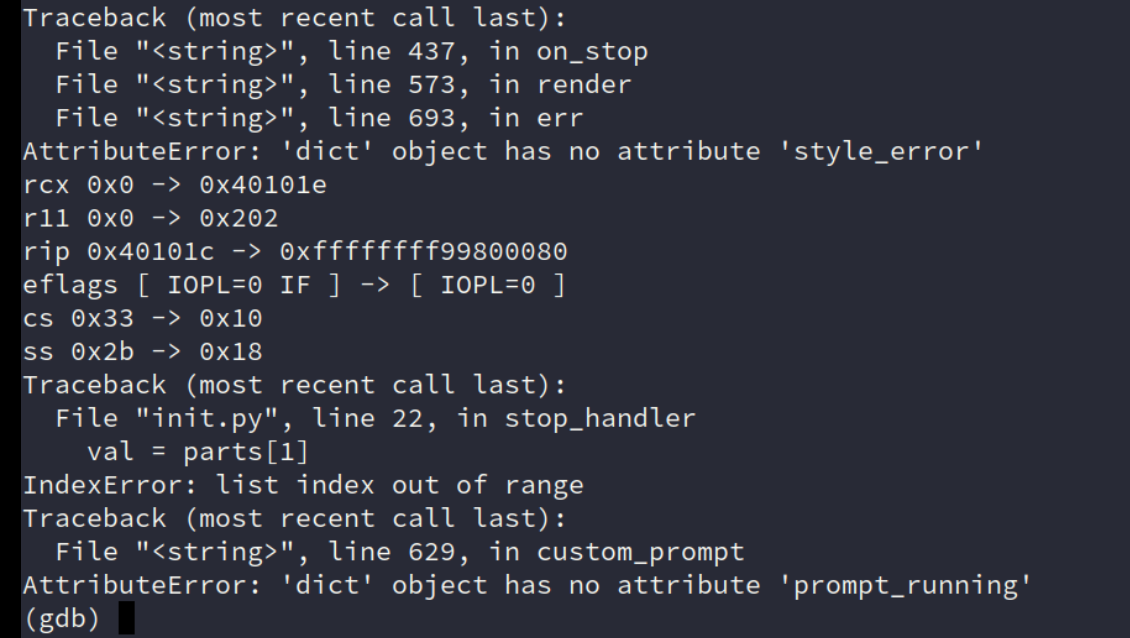 Traceback (most recent call last):
  File "<string>", line 437, in on_stop
  File "<string>", line 573, in render
  File "<string>", line 693, in err
AttributeError: 'dict' object has no attribute 'style_error'
rcx 0x0 -> 0x40101e
r11 0x0 -> 0x202
rip 0x40101c -> 0xffffffff99800080
eflags [ IOPL=0 IF ] -> [ IOPL=0 ]
cs 0x33 -> 0x10
ss 0x2b -> 0x18
Traceback (most recent call last):
  File "init.py", line 22, in stop_handler
    val = parts[1]
IndexError: list index out of range
Traceback (most recent call last):
  File "<string>", line 629, in custom_prompt
AttributeError: 'dict' object has no attribute 'prompt_running'
(gdb)